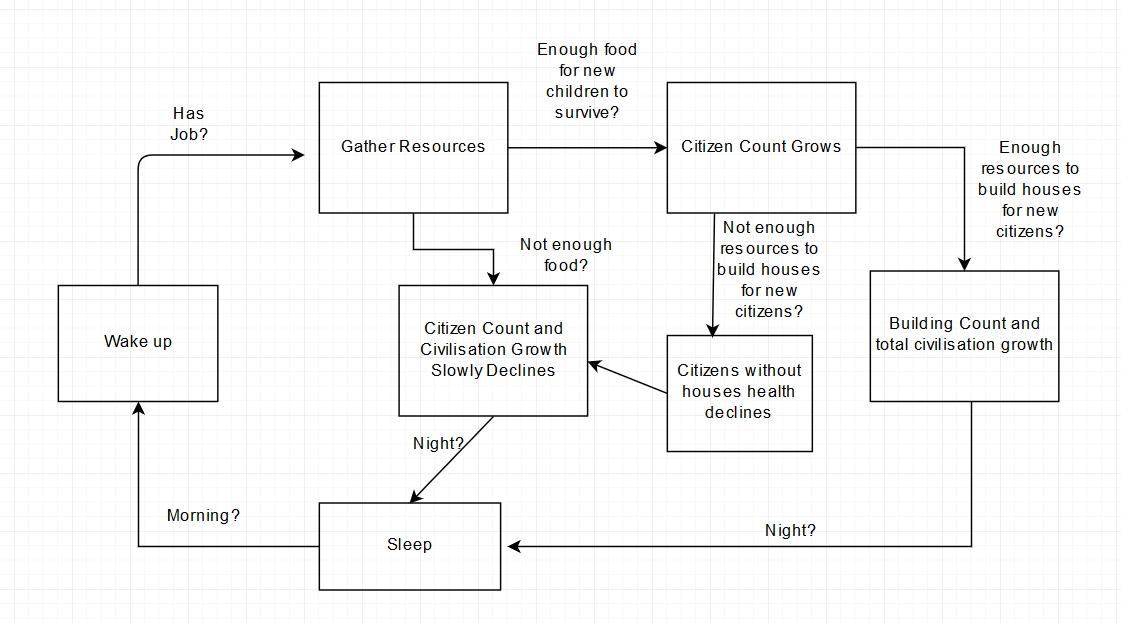 Enough food
for new
children to
survive?
Has
Job?
Gather Resources
Citizen Count Grows
Enough
resources to
build houses
for new
citizens?
Not enough
food?
Not enough
resources to
build houses
for new
citizens?
Wake up
Citizen Count and
Civilisation Growth
Slowly Declines
Citizens without
houses health
declines
Building Count and
total civilisation growth
Night?
Morning?
Sleep
Night?